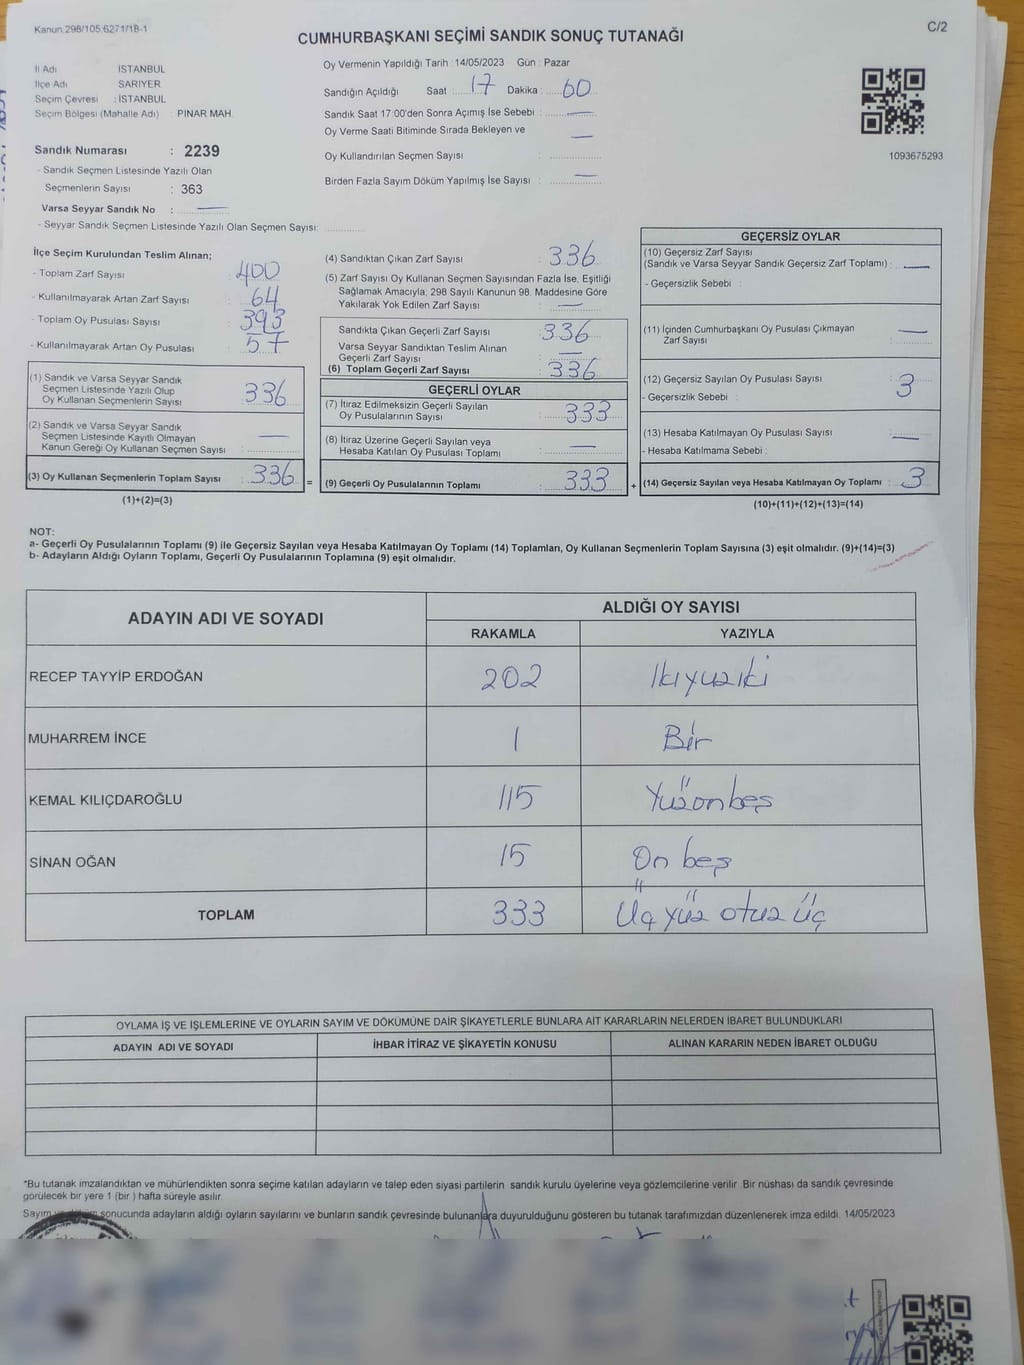 Kanun:298/105:6271/1B-1
C/2
CUMHURBAŞKANI SEÇİMİ SANDIK SONUÇ TUTANAĞI
İl Adı İSTANBUL
İlçe Adı SARIYER
Seçim Çevresi : İSTANBUL
Seçim Bölgesi (Mahalle Adı) : PINAR MAH.
Sandık Numarası : 2239
- Sandık Seçmen Listesinde Yazılı Olan
Seçmenlerin Sayısı : 363
Varsa Seyyar Sandık No : —
- Seyyar Sandık Seçmen Listesinde Yazılı Olan Seçmen Sayısı:
Oy Vermenin Yapıldığı Tarih :14/05/2023 Gün : Pazar
Sandığın Açıldığı Saat : 17 Dakika : 60
Sandık Saat 17:00'den Sonra Açımış İse Sebebi : —
Oy Verme Saati Bitiminde Sırada Bekleyen ve —
Oy Kullandırılan Seçmen Sayısı :
Birden Fazla Sayım Döküm Yapılmış İse Sayısı : —
1093675293
İlçe Seçim Kurulundan Teslim Alınan;
- Toplam Zarf Sayısı : 400
- Kullanılmayarak Artan Zarf Sayısı : 64
- Toplam Oy Pusulası Sayısı : 393
- Kullanılmayarak Artan Oy Pusulası : 57
(1) Sandık ve Varsa Seyyar Sandık
Seçmen Listesinde Yazılı Olup
Oy Kullanan Seçmenlerin Sayısı : 336
(2) Sandık ve Varsa Seyyar Sandık
Seçmen Listesinde Kayıtlı Olmayan
Kanun Gereği Oy Kullanan Seçmen Sayısı : —
(3) Oy Kullanan Seçmenlerin Toplam Sayısı : 336
(1)+(2)=(3)
=
(4) Sandıktan Çıkan Zarf Sayısı : 336
(5) Zarf Sayısı Oy Kullanan Seçmen Sayısından Fazla İse, Eşitliği
Sağlamak Amacıyla; 298 Sayılı Kanunun 98. Maddesine Göre
Yakılarak Yok Edilen Zarf Sayısı : —
Sandıkta Çıkan Geçerli Zarf Sayısı : 336
Varsa Seyyar Sandıktan Teslim Alınan
Geçerli Zarf Sayısı : —
(6) Toplam Geçerli Zarf Sayısı : 336
GEÇERLİ OYLAR
(7) İtiraz Edilmeksizin Geçerli Sayılan
Oy Pusulalarının Sayısı : 333
(8) İtiraz Üzerine Geçerli Sayılan veya
Hesaba Katılan Oy Pusulası Toplamı : —
(9) Geçerli Oy Pusulalarının Toplamı : 333
+
GEÇERSİZ OYLAR
(10) Geçersiz Zarf Sayısı
(Sandık ve Varsa Seyyar Sandık Geçersiz Zarf Toplamı) : —
- Geçersizlik Sebebi :
(11) İçinden Cumhurbaşkanı Oy Pusulası Çıkmayan
Zarf Sayısı : —
(12) Geçersiz Sayılan Oy Pusulası Sayısı : 3
- Geçersizlik Sebebi :
(13) Hesaba Katılmayan Oy Pusulası Sayısı : —
- Hesaba Katılmama Sebebi :
(14) Geçersiz Sayılan veya Hesaba Katılmayan Oy Toplamı : 3
(10)+(11)+(12)+(13)=(14)
NOT:
a- Geçerli Oy Pusulalarının Toplamı (9) ile Geçersiz Sayılan veya Hesaba Katılmayan Oy Toplamı (14) Toplamları, Oy Kullanan Seçmenlerin Toplam Sayısına (3) eşit olmalıdır. (9)+(14)=(3)
b- Adayların Aldığı Oyların Toplamı, Geçerli Oy Pusulalarının Toplamına (9) eşit olmalıdır.
ADAYIN ADI VE SOYADI ALDIĞI OY SAYISI
RAKAMLA YAZIYLA
RECEP TAYYİP ERDOĞAN 202 Ikıyuziki
MUHARREM İNCE 1 Bir
KEMAL KILIÇDAROĞLU 115 Yüzonbeş
SİNAN OĞAN 15 On beş
TOPLAM 333 Üç yüz otuz üç
OYLAMA İŞ VE İŞLEMLERİNE VE OYLARIN SAYIM VE DÖKÜMÜNE DAİR ŞİKAYETLERLE BUNLARA AİT KARARLARIN NELERDEN İBARET BULUNDUKLARI
ADAYIN ADI VE SOYADI İHBAR İTİRAZ VE ŞİKAYETİN KONUSU ALINAN KARARIN NEDEN İBARET OLDUĞU
*Bu tutanak imzalandıktan ve mühürlendikten sonra seçime katılan adayların ve talep eden siyasi partilerin sandık kurulu üyelerine veya gözlemcilerine verilir. Bir nüshası da sandık çevresinde
görülecek bir yere 1 (bir ) hafta süreyle asılır.
Sayım ve döküm sonucunda adayların aldığı oyların sayılarını ve bunların sandık çevresinde bulunanlara duyurulduğunu gösteren bu tutanak tarafımızdan düzenlenerek imza edildi. 14/05/2023